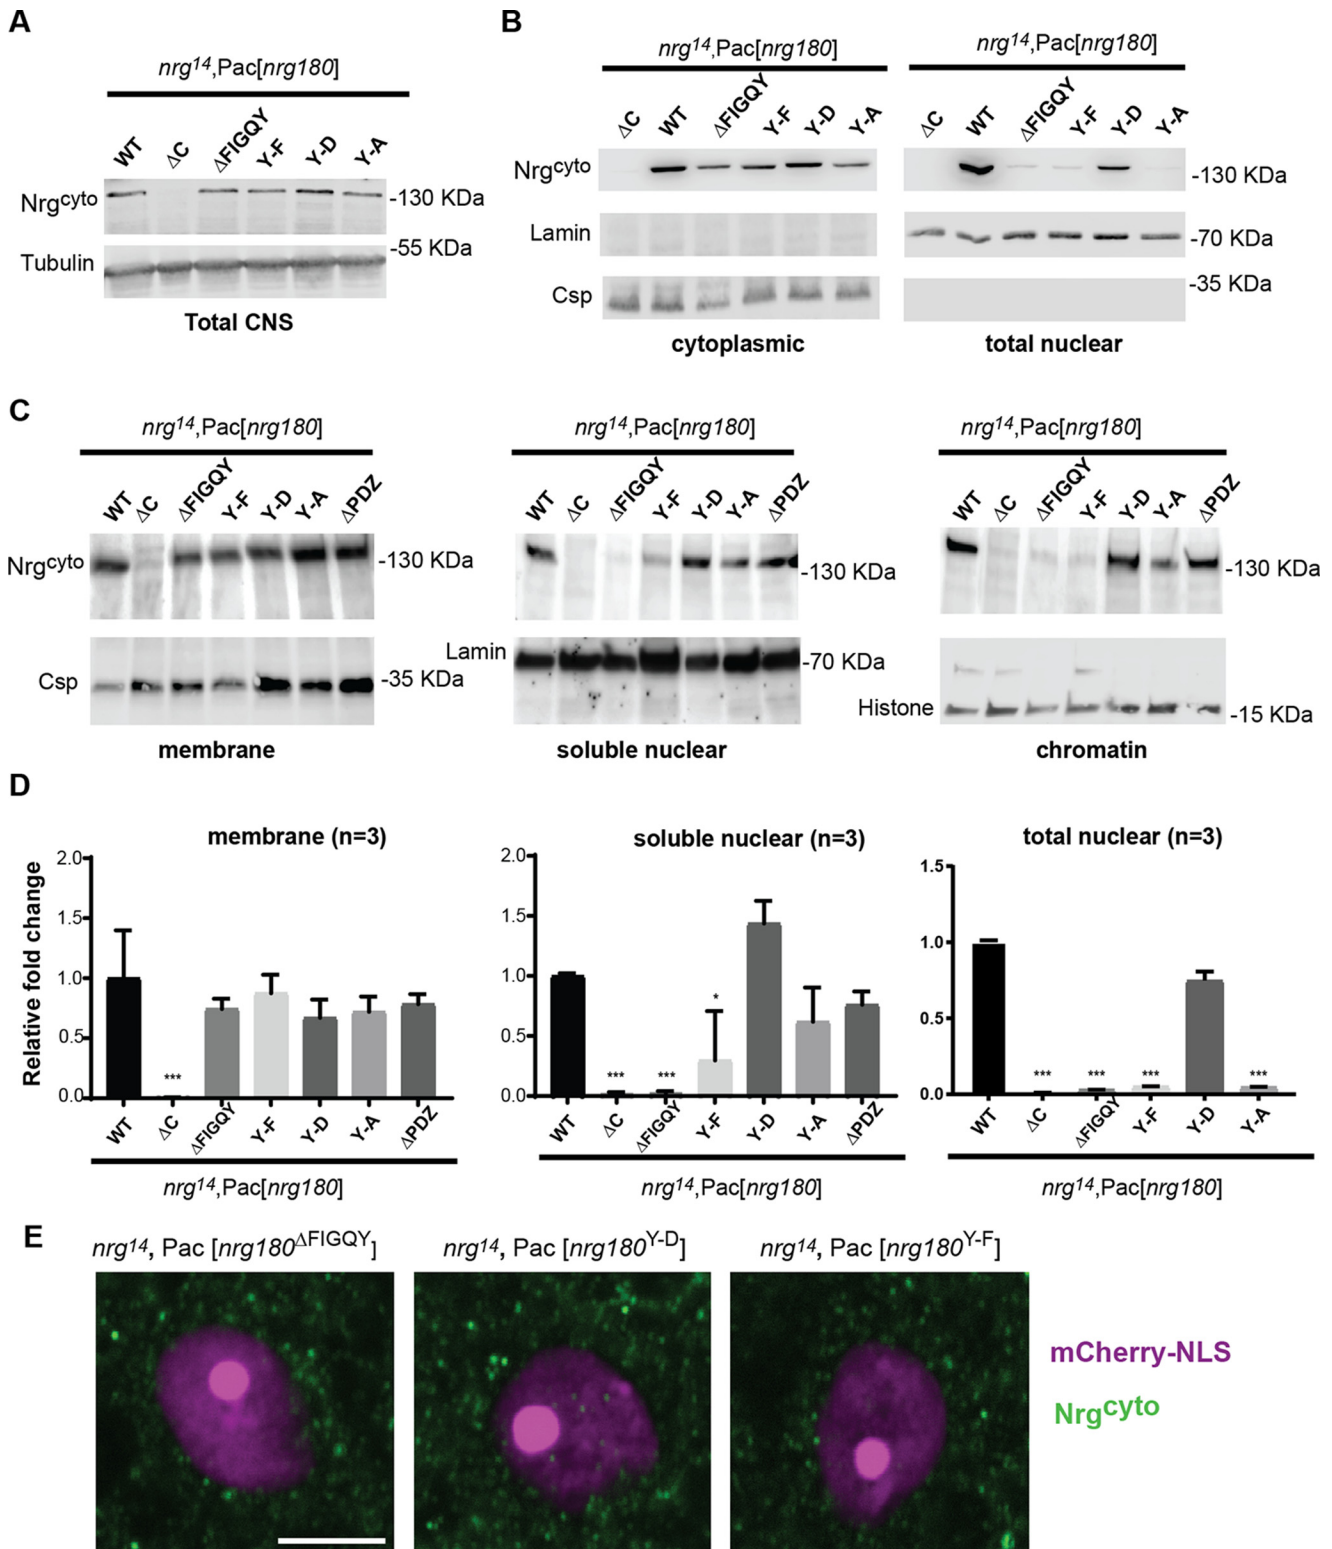 A
nrg14,Pac[nrg180]
WT ΔC ΔFIGQY Y-F Y-D Y-A
Nrgcyto
-130 KDa
-55 KDa
Tubulin
Total CNS
B
nrg14,Pac[nrg180]
nrg14,Pac[nrg180]
ΔC WT ΔFIGQY Y-F Y-D Y-A
ΔC WT ΔFIGQY Y-F Y-D Y-A
Nrgcyto
-130 KDa
Lamin
-70 KDa
-35 KDa
Csp
cytoplasmic
total nuclear
C
nrg14,Pac[nrg180]
WT ΔC ΔFIGQY Y-F Y-D Y-A ΔPDZ
Nrgcyto
-130 KDa
Csp
-35 KDa
membrane
nrg14,Pac[nrg180]
WT ΔC ΔFIGQY Y-F Y-D Y-A ΔPDZ
-130 KDa
Lamin
-70 KDa
soluble nuclear
nrg14,Pac[nrg180]
WT ΔC ΔFIGQY Y-F Y-D Y-A ΔPDZ
-130 KDa
Histone
-15 KDa
chromatin
D
membrane (n=3)
Relative fold change
2.0
1.5
1.0
0.5
0.0
***
WT ΔC ΔFIGQY Y-F Y-D Y-A ΔPDZ
nrg14,Pac[nrg180]
soluble nuclear (n=3)
2.0
1.5
1.0
0.5
0.0
*** *** *
WT ΔC ΔFIGQY Y-F Y-D Y-A ΔPDZ
nrg14,Pac[nrg180]
total nuclear (n=3)
1.5
1.0
0.5
0.0
*** *** *** ***
WT ΔC ΔFIGQY Y-F Y-D Y-A
nrg14,Pac[nrg180]
E
nrg14, Pac [nrg180ΔFIGQY]
nrg14, Pac [nrg180Y-D]
nrg14, Pac [nrg180Y-F]
mCherry-NLS
Nrgcyto